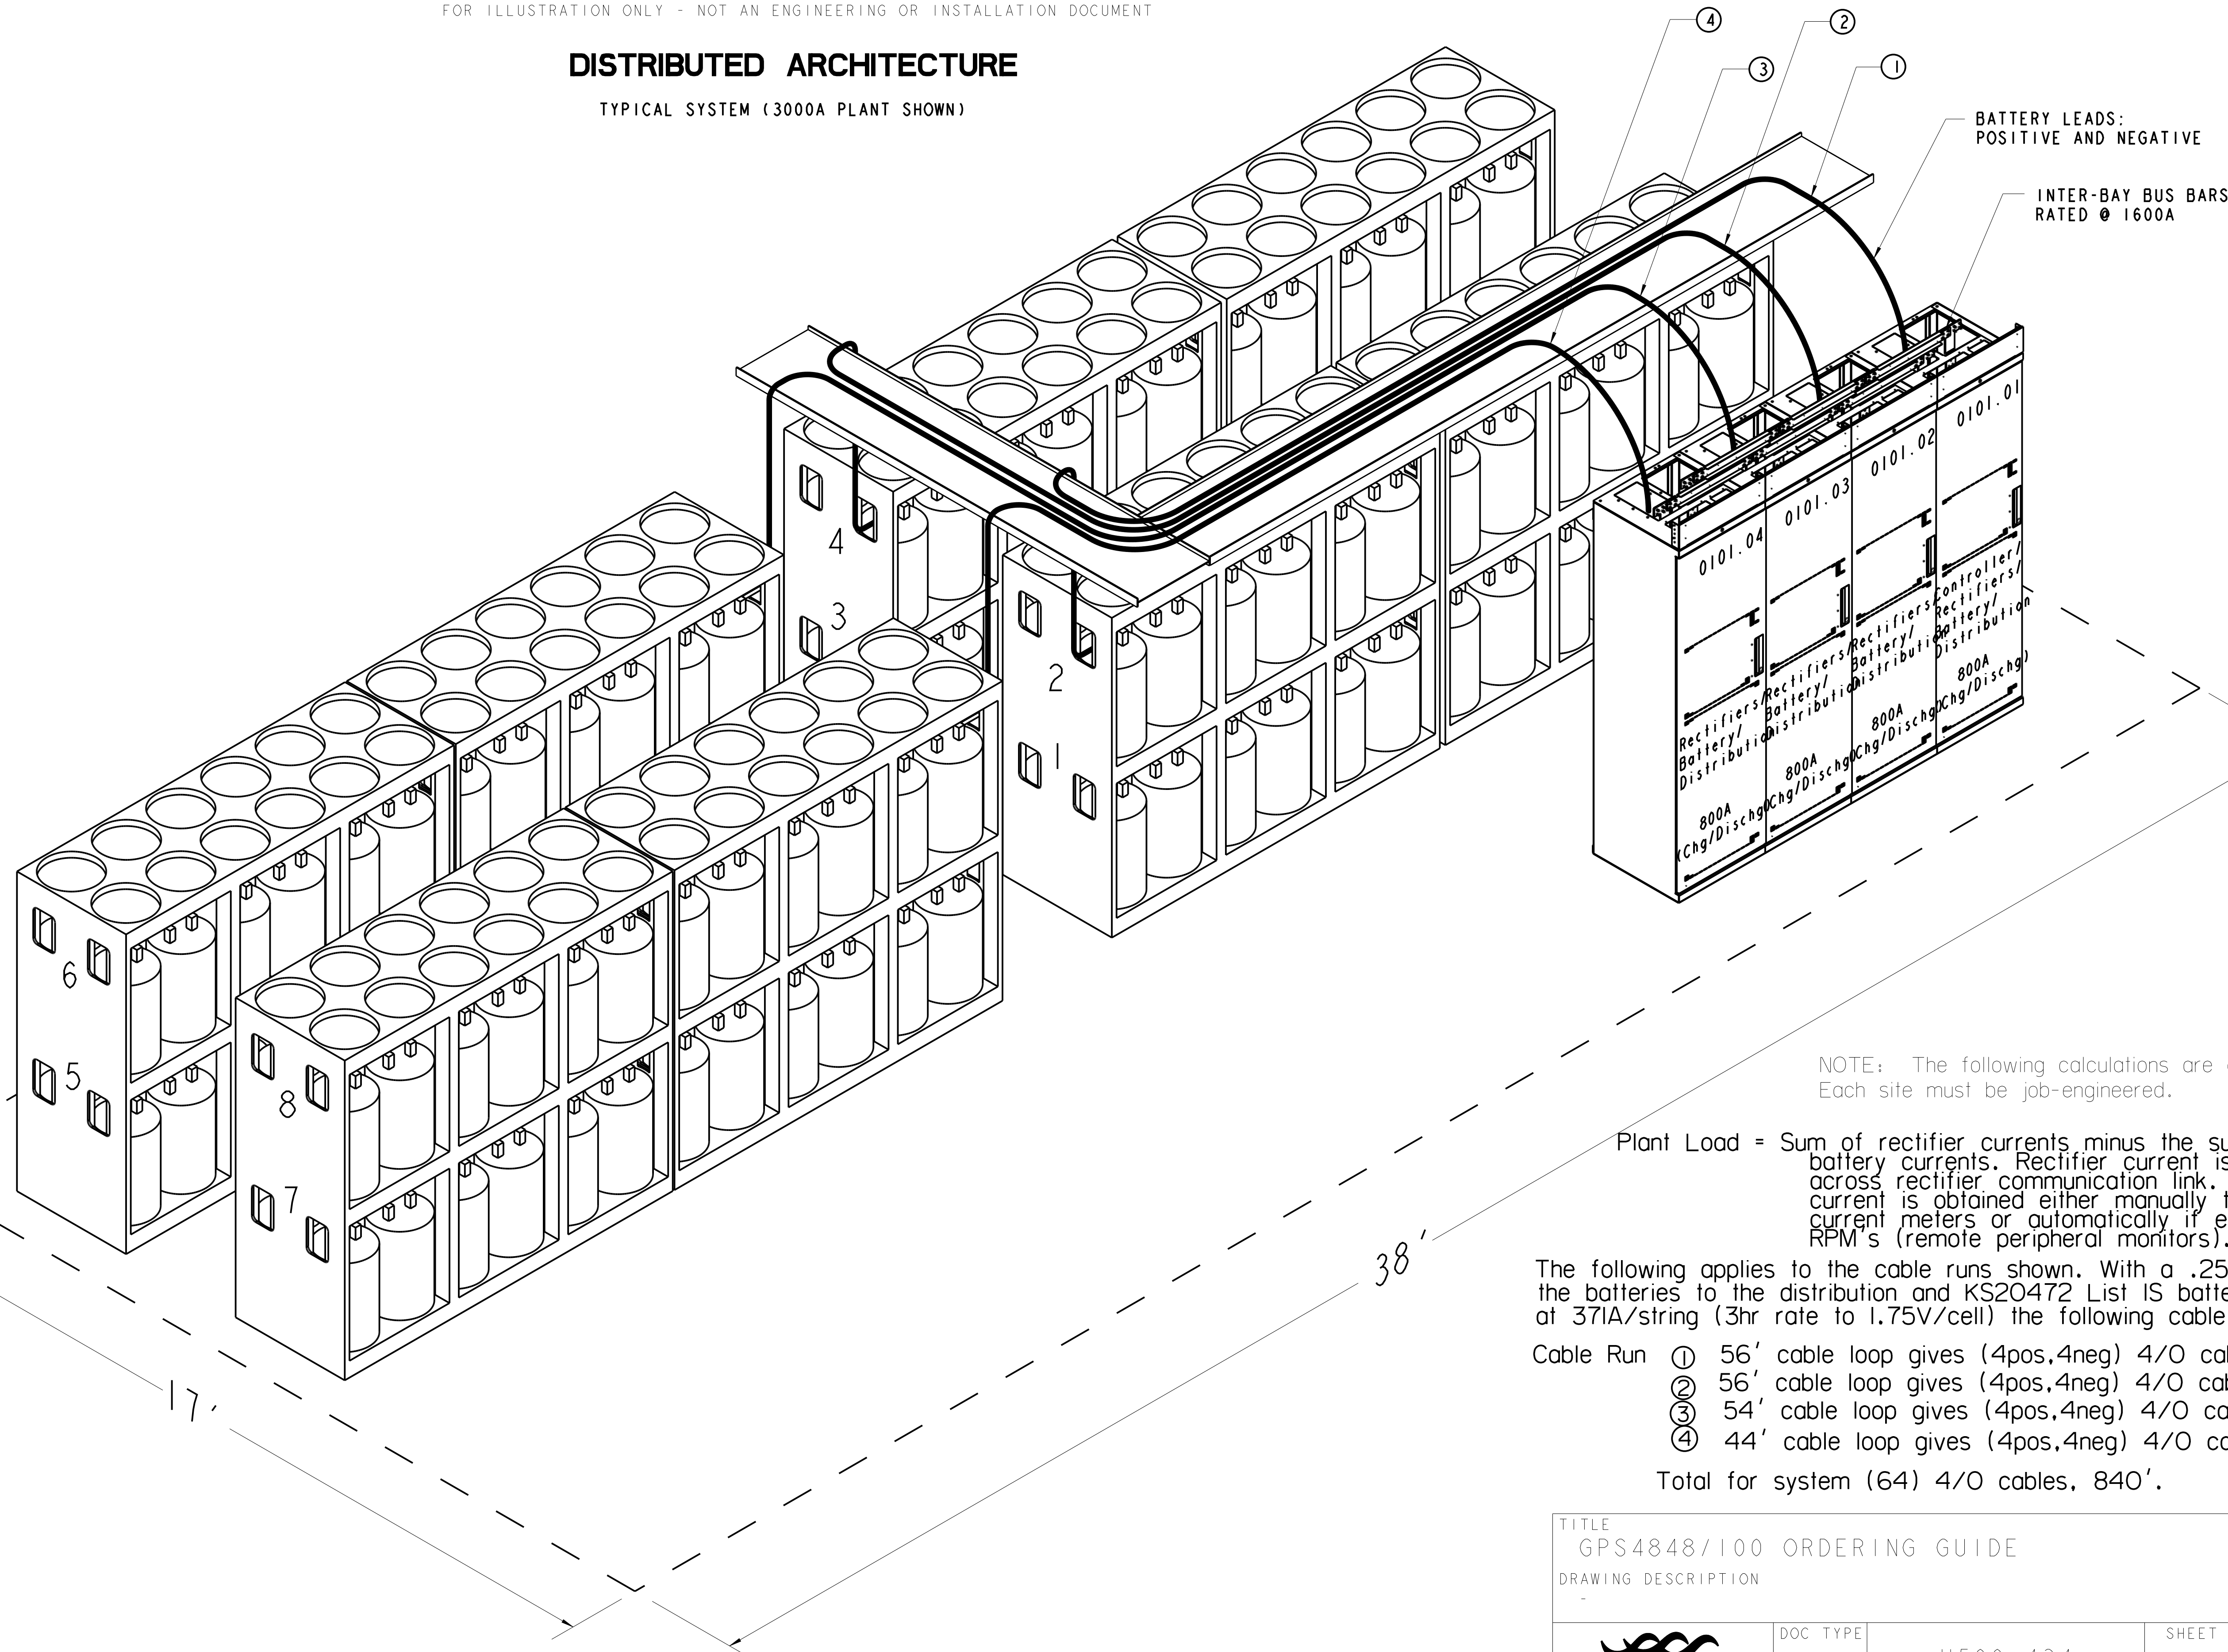 FOR ILLUSTRATION ONLY - NOT AN ENGINEERING OR INSTALLATION DOCUMENT
DISTRIBUTED ARCHITECTURE
TYPICAL SYSTEM (3000A PLANT SHOWN)
4
2
3
1
BATTERY LEADS:
POSITIVE AND NEGATIVE
INTER-BAY BUS BARS
RATED @ 1600A
0101.01
0101.02
0101.03
0101.04
Controller/
Rectifiers/
Battery/
Distribution
800A
(Chg/Dischg)
Rectifiers/
Battery/
Distribution
800A
(Chg/Dischg)
Rectifiers/
Battery/
Distribution
800A
(Chg/Dischg)
Rectifiers/
Battery/
Distribution
800A
(Chg/Dischg)
4
3
2
1
6
5
8
7
38'
17'
NOTE: The following calculations are
Each site must be job-engineered.
Plant Load = Sum of rectifier currents minus the
battery currents. Rectifier current
across rectifier communication link.
current is obtained either manually
current meters or automatically if
RPM's (remote peripheral monitors).
The following applies to the cable runs shown. With a .25
the batteries to the distribution and KS20472 List 1S
at 371A/string (3hr rate to 1.75V/cell) the following cable
Cable Run 1 56' cable loop gives (4pos,4neg) 4/0
2 56' cable loop gives (4pos,4neg) 4/0
3 54' cable loop gives (4pos,4neg) 4/0
4 44' cable loop gives (4pos,4neg) 4/0
Total for system (64) 4/0 cables, 840'.
TITLE
GPS4848/100 ORDERING GUIDE
DRAWING DESCRIPTION
-
DOC TYPE
SHEET